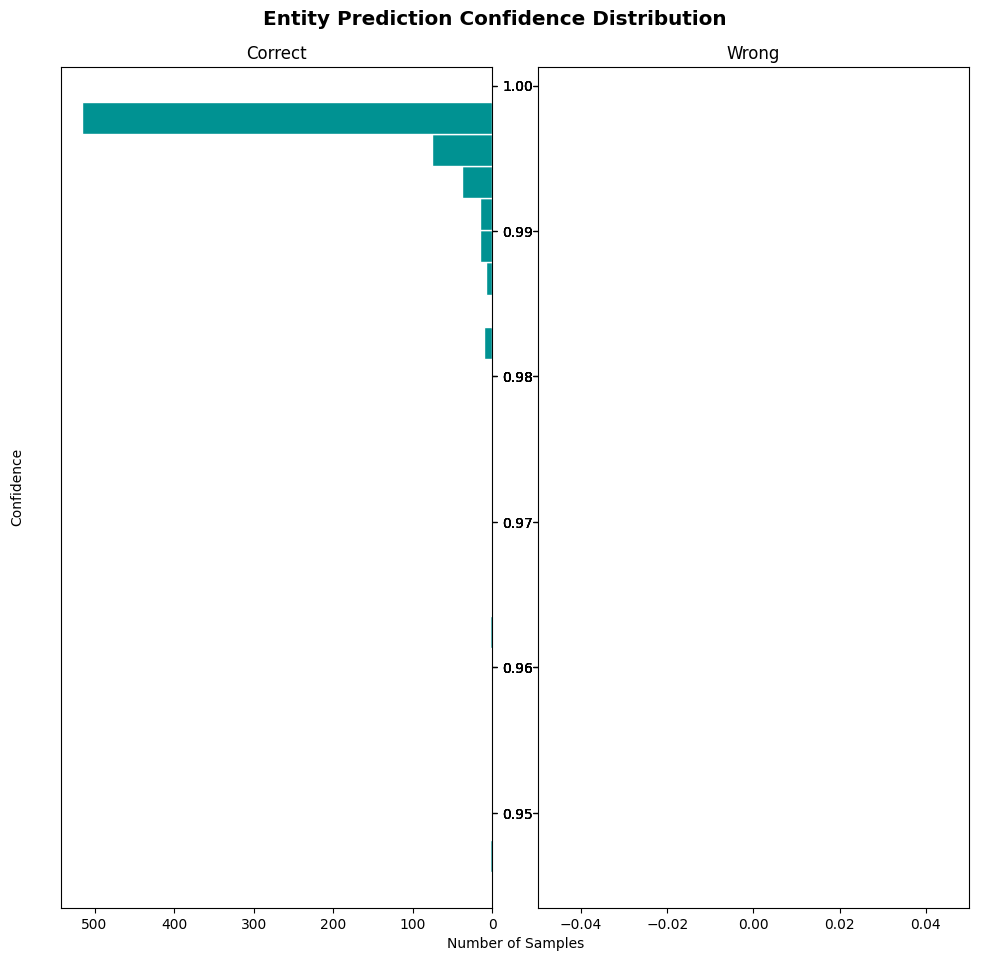 Entity Prediction Confidence Distribution
Correct
Wrong
1.00
0.99
0.98
0.97
0.96
0.95
Confidence
500 400 300 200 100 0
−0.04 −0.02 0.00 0.02 0.04
Number of Samples